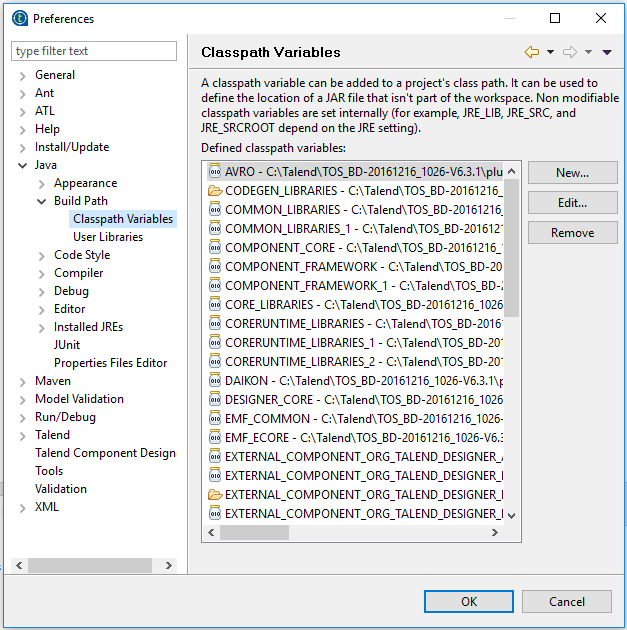 Preferences
type filter text
General
Ant
ATL
Help
Install/Update
Java
Appearance
Build Path
Classpath Variables
User Libraries
Code Style
Compiler
Debug
Editor
Installed JREs
JUnit
Properties Files Editor
Maven
Model Validation
Run/Debug
Talend
Talend Component Design
Tools
Validation
XML
Classpath Variables
A classpath variable can be added to a project's class path. It can be used to
define the location of a JAR file that isn't part of the workspace. Non modifiable
classpath variables are set internally (for example, JRE_LIB, JRE_SRC, and
JRE_SRCROOT depend on the JRE setting).
Defined classpath variables:
AVRO - C:\Talend\TOS_BD-20161216_1026-V6.3.1\plu
CODEGEN_LIBRARIES - C:\Talend\TOS_BD-20161216_
COMMON_LIBRARIES - C:\Talend\TOS_BD-20161216_
COMMON_LIBRARIES_1 - C:\Talend\TOS_BD-2016121
COMPONENT_CORE - C:\Talend\TOS_BD-20161216_
COMPONENT_FRAMEWORK - C:\Talend\TOS_BD-20
COMPONENT_FRAMEWORK_1 - C:\Talend\TOS_BD-
CORE_LIBRARIES - C:\Talend\TOS_BD-20161216_1026
CORERUNTIME_LIBRARIES - C:\Talend\TOS_BD-20161
CORERUNTIME_LIBRARIES_1 - C:\Talend\TOS_BD-201
CORERUNTIME_LIBRARIES_2 - C:\Talend\TOS_BD-201
DAIKON - C:\Talend\TOS_BD-20161216_1026-V6.3.1\p
DESIGNER_CORE - C:\Talend\TOS_BD-20161216_1026
EMF_COMMON - C:\Talend\TOS_BD-20161216_1026-
EMF_ECORE - C:\Talend\TOS_BD-20161216_1026-V6.3
EXTERNAL_COMPONENT_ORG_TALEND_DESIGNER_
EXTERNAL_COMPONENT_ORG_TALEND_DESIGNER_
EXTERNAL_COMPONENT_ORG_TALEND_DESIGNER_
EXTERNAL_COMPONENT_ORG_TALEND_DESIGNER_
New...
Edit...
Remove
OK
Cancel